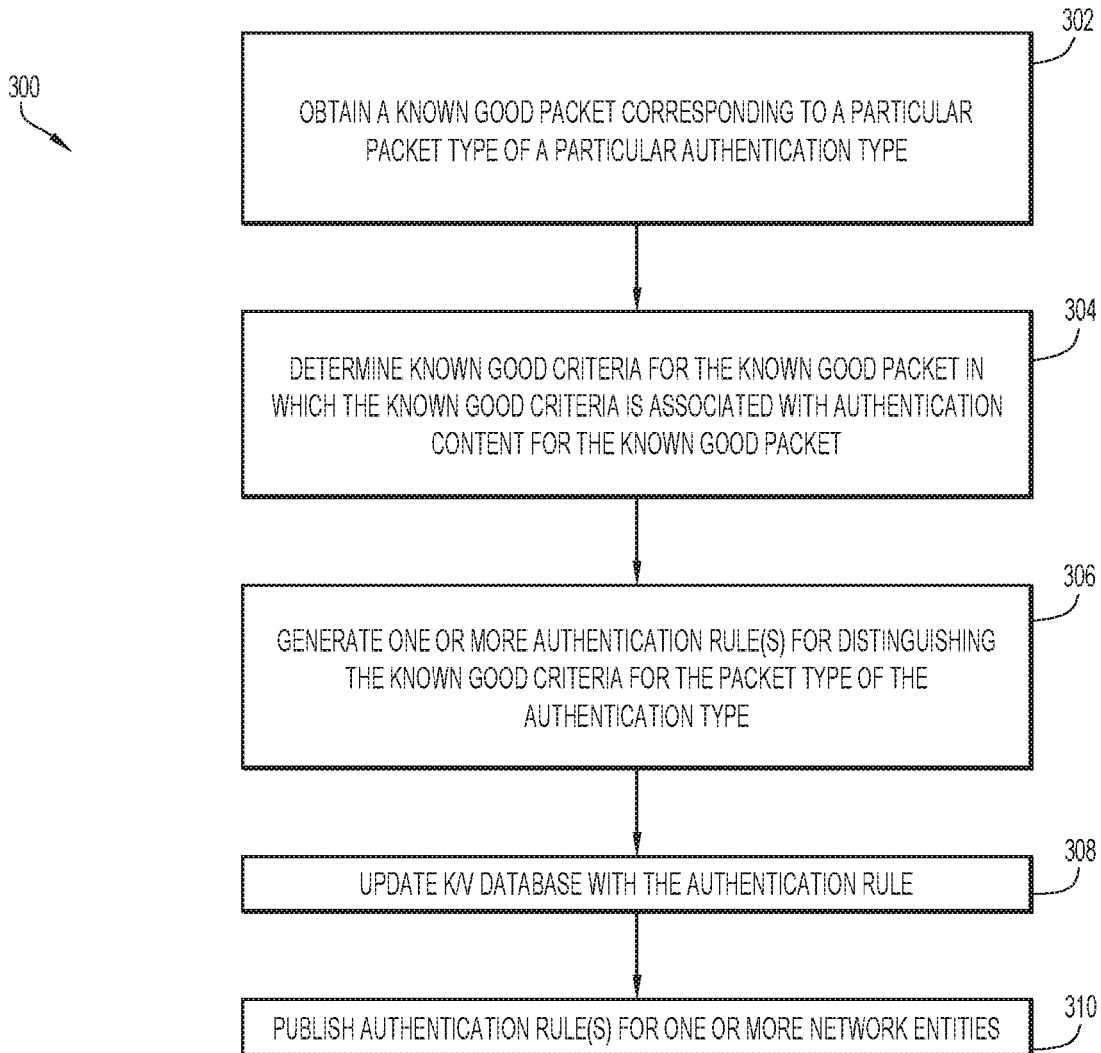 302
300
OBTAIN A KNOWN GOOD PACKET CORRESPONDING TO A PARTICULAR
PACKET TYPE OF A PARTICULAR AUTHENTICATION TYPE
304
DETERMINE KNOWN GOOD CRITERIA FOR THE KNOWN GOOD PACKET IN
WHICH THE KNOWN GOOD CRITERIA IS ASSOCIATED WITH AUTHENTICATION
CONTENT FOR THE KNOWN GOOD PACKET
306
GENERATE ONE OR MORE AUTHENTICATION RULE(S) FOR DISTINGUISHING
THE KNOWN GOOD CRITERIA FOR THE PACKET TYPE OF THE
AUTHENTICATION TYPE
308
UPDATE K/V DATABASE WITH THE AUTHENTICATION RULE
310
PUBLISH AUTHENTICATION RULE(S) FOR ONE OR MORE NETWORK ENTITIES